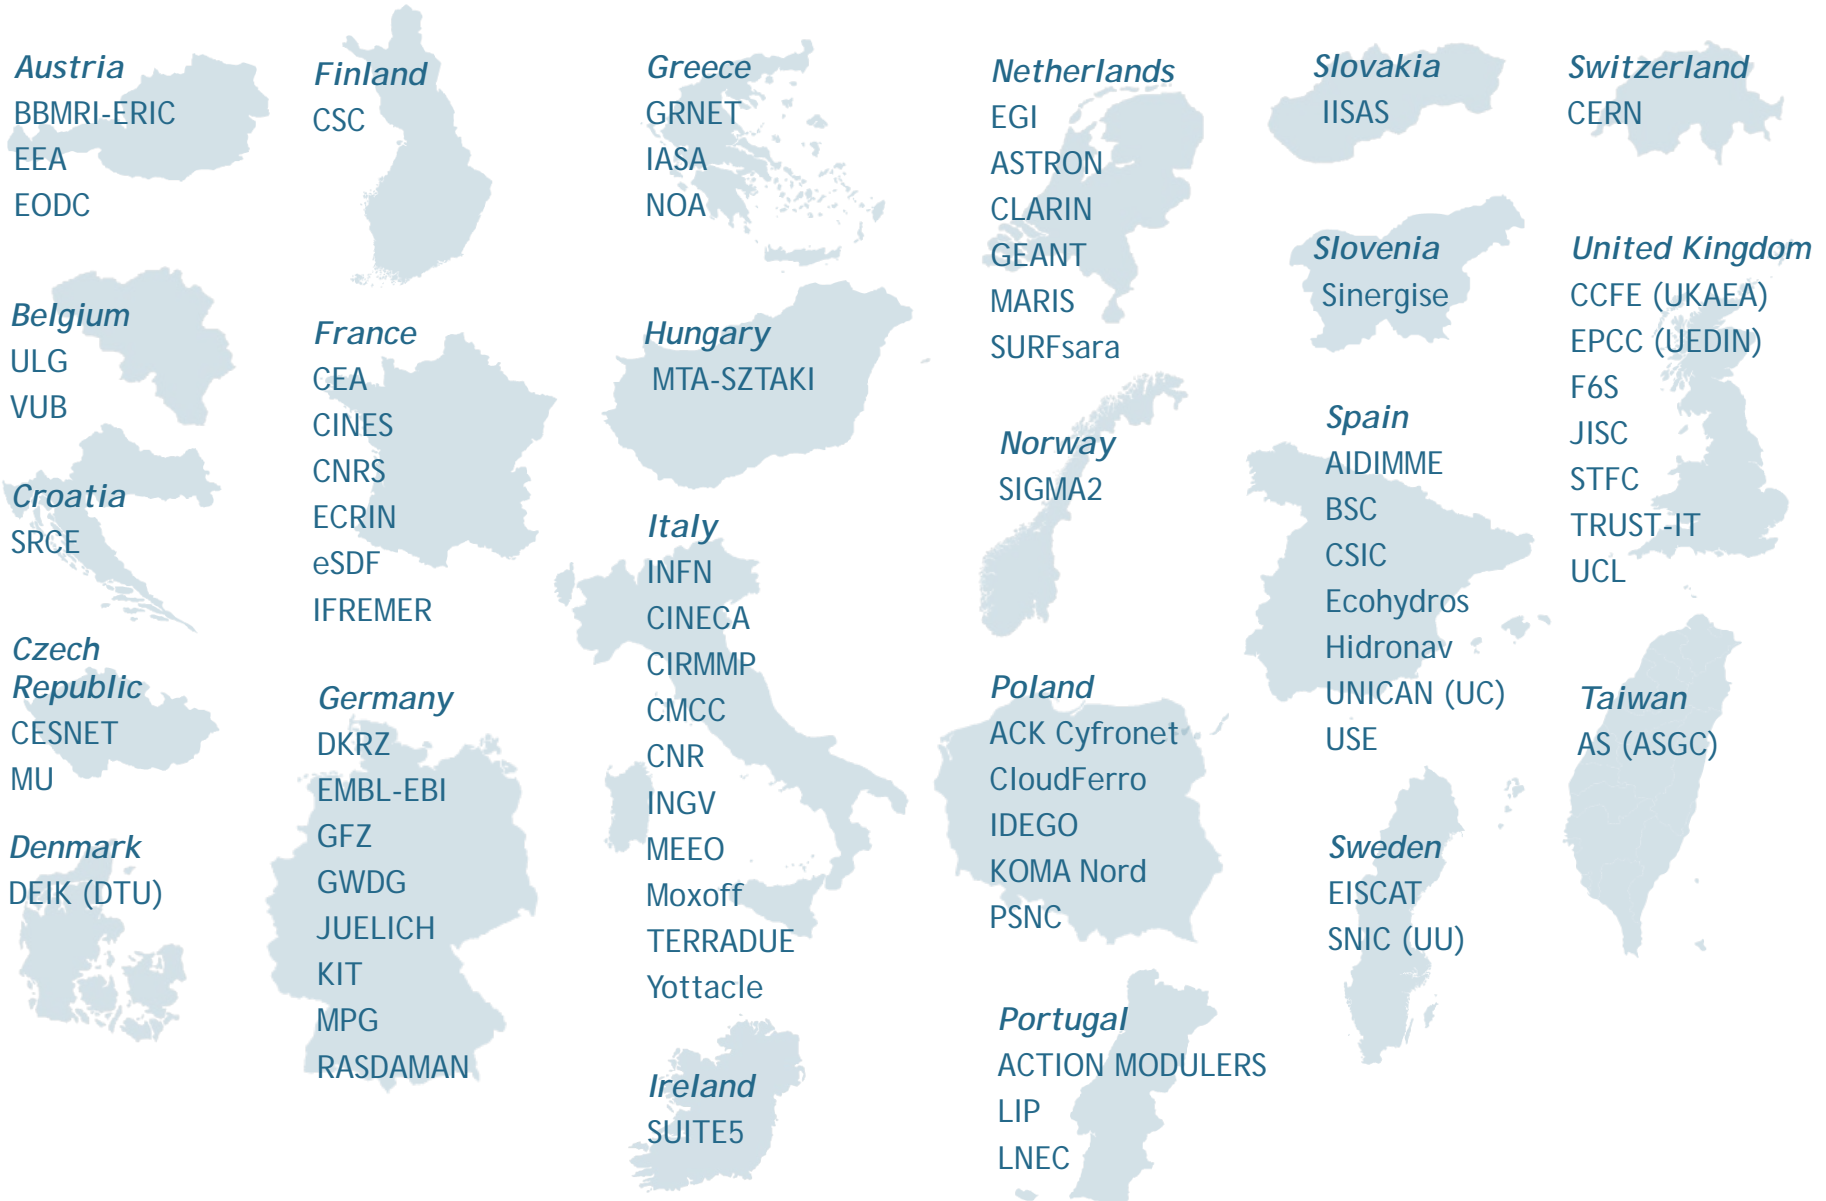 Austria
BBMRI-ERIC
EEA
EODC
Belgium
ULG
VUB
Croatia
SRCE
Czech
Republic
CESNET
MU
Denmark
DEIK (DTU)
Finland
CSC
France
CEA
CINES
CNRS
ECRIN
eSDF
IFREMER
Germany
DKRZ
EMBL-EBI
GFZ
GWDG
JUELICH
KIT
MPG
RASDAMAN
Greece
GRNET
IASA
NOA
Hungary
MTA-SZTAKI
Italy
INFN
CINECA
CIRMMP
CMCC
CNR
INGV
MEEO
Moxoff
TERRADUE
Yottacle
Ireland
SUITE5
Netherlands
EGI
ASTRON
CLARIN
GEANT
MARIS
SURFsara
Norway
SIGMA2
Poland
ACK Cyfronet
CloudFerro
IDEGO
KOMA Nord
PSNC
Portugal
ACTION MODULERS
LIP
LNEC
Slovakia
IISAS
Slovenia
Sinergise
Spain
AIDIMME
BSC
CSIC
Ecohydros
Hidronav
UNICAN (UC)
USE
Sweden
EISCAT
SNIC (UU)
Switzerland
CERN
United Kingdom
CCFE (UKAEA)
EPCC (UEDIN)
F6S
JISC
STFC
TRUST-IT
UCL
Taiwan
AS (ASGC)